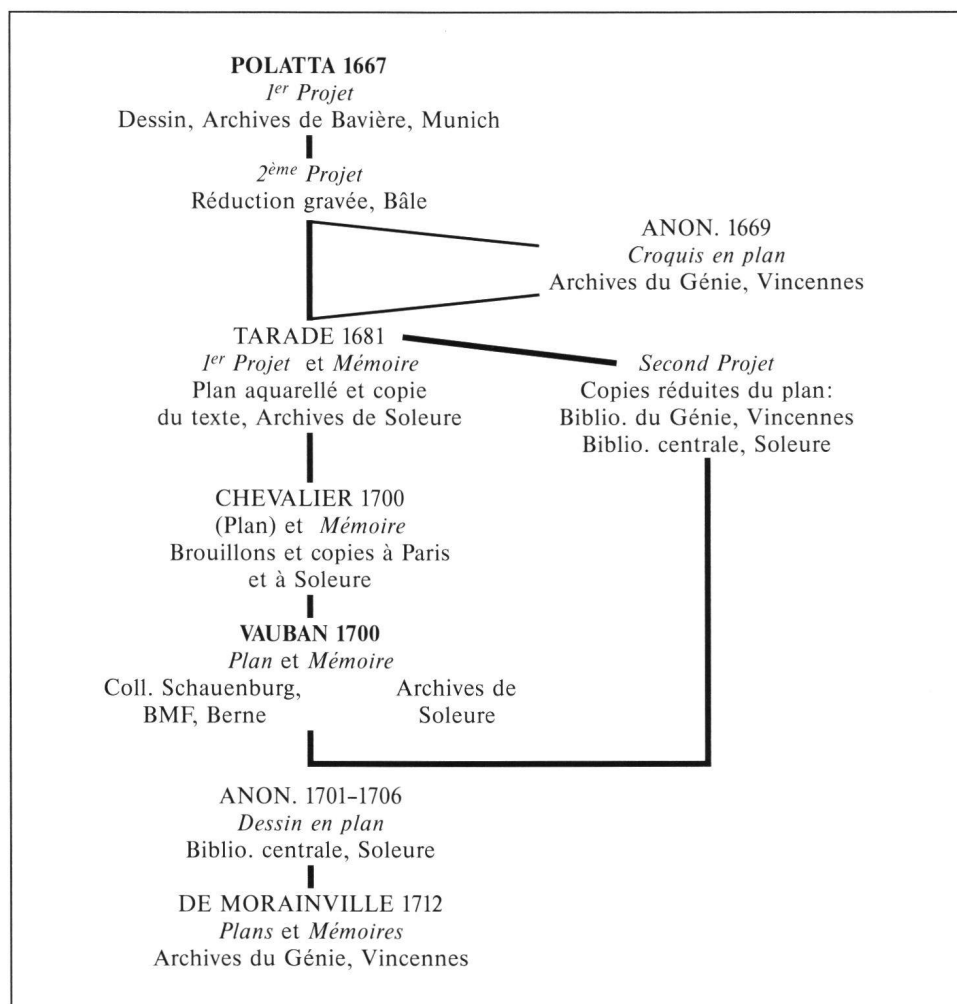 POLATTA 1667
1er Projet
Dessin, Archives de Bavière, Munich
2ème Projet
Réduction gravée, Bâle
ANON. 1669
Croquis en plan
Archives du Génie, Vincennes
TARADE 1681
1er Projet et Mémoire
Plan aquarellé et copie
du texte, Archives de Soleure
Second Projet
Copies réduites du plan:
Biblio. du Génie, Vincennes
Biblio. centrale, Soleure
CHEVALIER 1700
(Plan) et Mémoire
Brouillons et copies à Paris
et à Soleure
VAUBAN 1700
Plan et Mémoire
Coll. Schauenburg,
BMF, Berne
Archives de
Soleure
ANON. 1701–1706
Dessin en plan
Biblio. centrale, Soleure
DE MORAINVILLE 1712
Plans et Mémoires
Archives du Génie, Vincennes